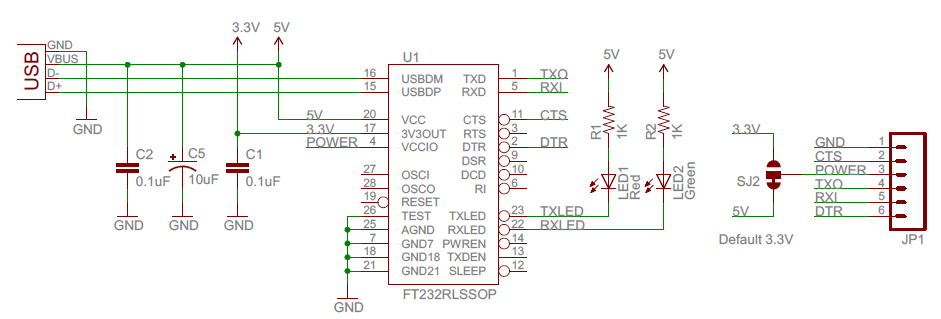 3.3V 5V
USB
GND
VBUS
D-
D+
GND
C2
0.1uF
GND
C5
+
10uF
GND
C1
0.1uF
GND
U1
16 USBDM TXD 1 TXO
15 USBDP RXD 5 RXI
5V 20 VCC CTS 11 CTS
3.3V 17 3V3OUT RTS 3
POWER 4 VCCIO DTR 2 DTR
DSR 9
27 OSCI DCD 10
28 OSCO RI 6
19 RESET
26 TEST TXLED 23 TXLED
25 AGND RXLED 22 RXLED
7 GND7 PWREN 14
18 GND18 TXDEN 13
21 GND21 SLEEP 12
GND
FT232RLSSOP
5V 5V
R1
1K
R2
1K
LED1
Red
LED2
Green
3.3V
SJ2
5V
Default 3.3V
GND 1
CTS 2
POWER 3
TXO 4
RXI 5
DTR 6
JP1